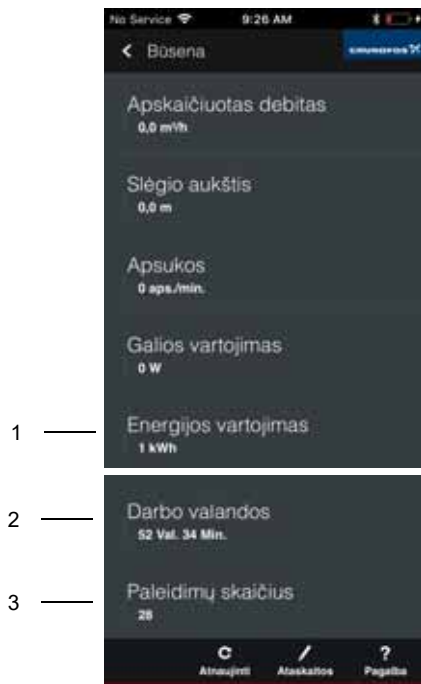 No Service 9:26 AM
Būsena
GRUNDFOS
Apskaičiuotas debitas
0,0 m³/h
Slėgio aukštis
0,0 m
Apsukos
0 aps./min.
Galios vartojimas
0 W
1
Energijos vartojimas
1 kWh
2
Darbo valandos
52 Val. 34 Min.
3
Paleidimų skaičius
28
Atnaujinti Ataskaitos Pagalba